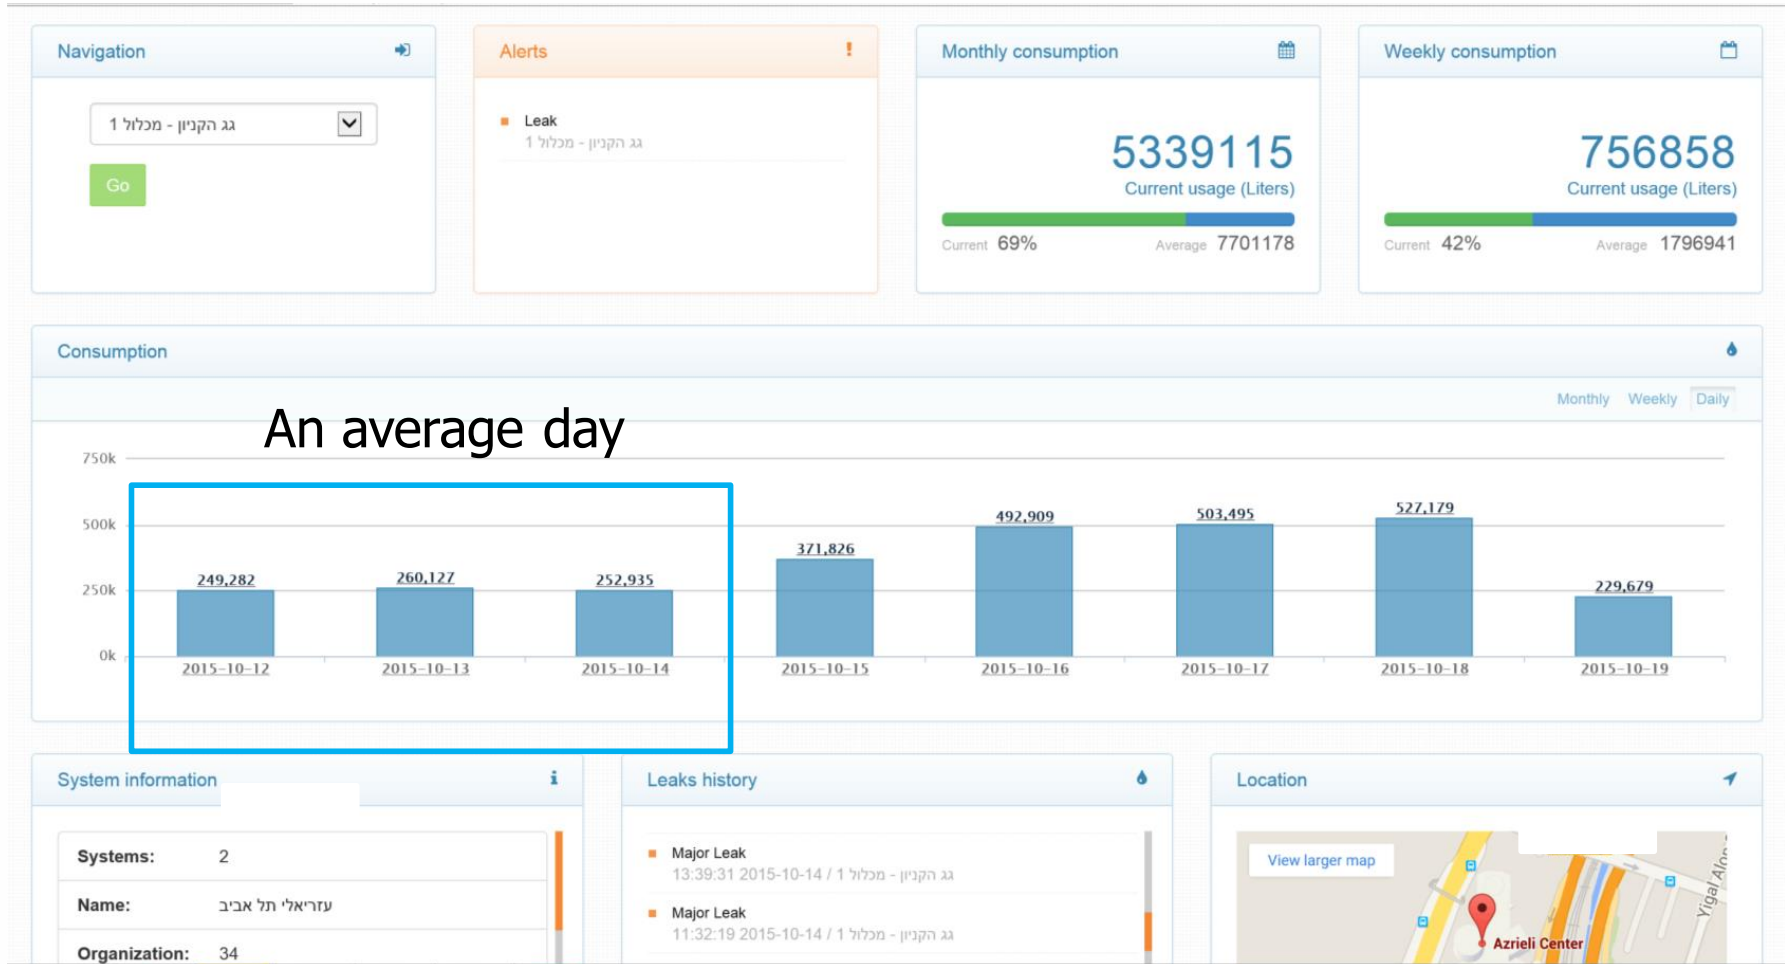 Navigation
גג הקניון - מכלול 1
Go
Alerts
!
Leak
גג הקניון - מכלול 1
Monthly consumption
5339115
Current usage (Liters)
Current 69% Average 7701178
Weekly consumption
756858
Current usage (Liters)
Current 42% Average 1796941
Consumption
Monthly Weekly Daily
An average day
750k
500k
250k
0k
249,282
260,127
252,935
371,826
492,909
503,495
527,179
229,679
2015-10-12 2015-10-13 2015-10-14 2015-10-15 2015-10-16 2015-10-17 2015-10-18 2015-10-19
System information
Systems: 2
Name: עזריאלי תל אביב
Organization: 34
Leaks history
Major Leak
גג הקניון - מכלול 1 / 2015-10-14 13:39:31
Major Leak
גג הקניון - מכלול 1 / 2015-10-14 11:32:19
Location
View larger map
Azrieli Center
Yigal Alon